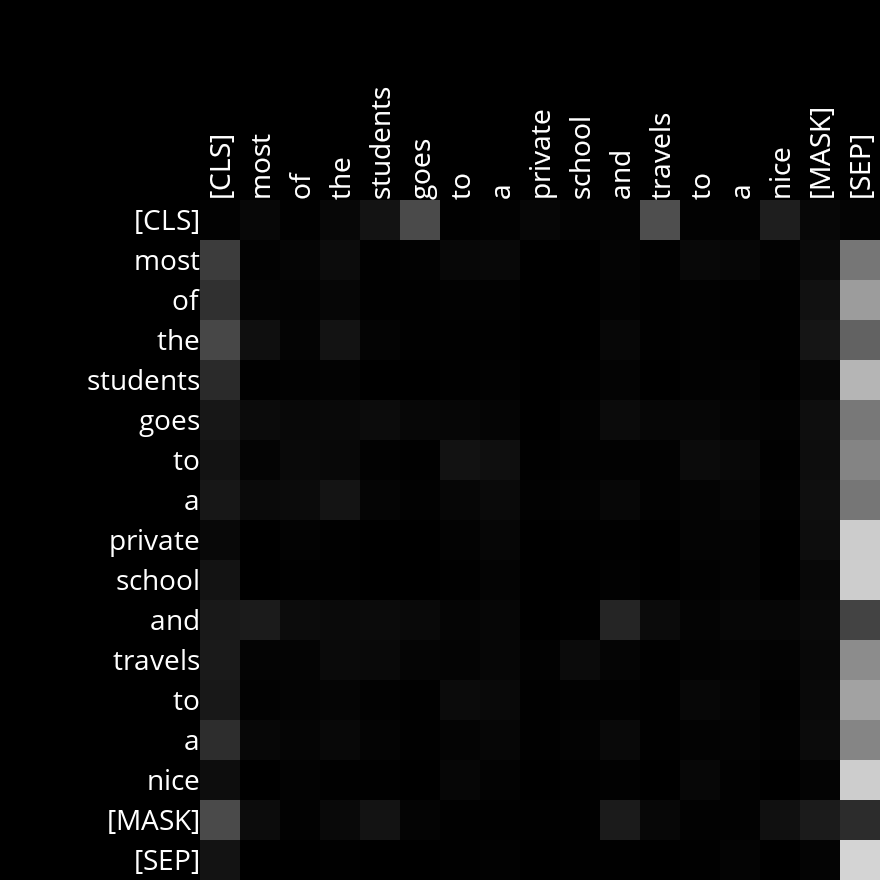 [CLS] most of the students goes to a private school and travels to a nice [MASK] [SEP]
[CLS]
most
of
the
students
goes
to
a
private
school
and
travels
to
a
nice
[MASK]
[SEP]